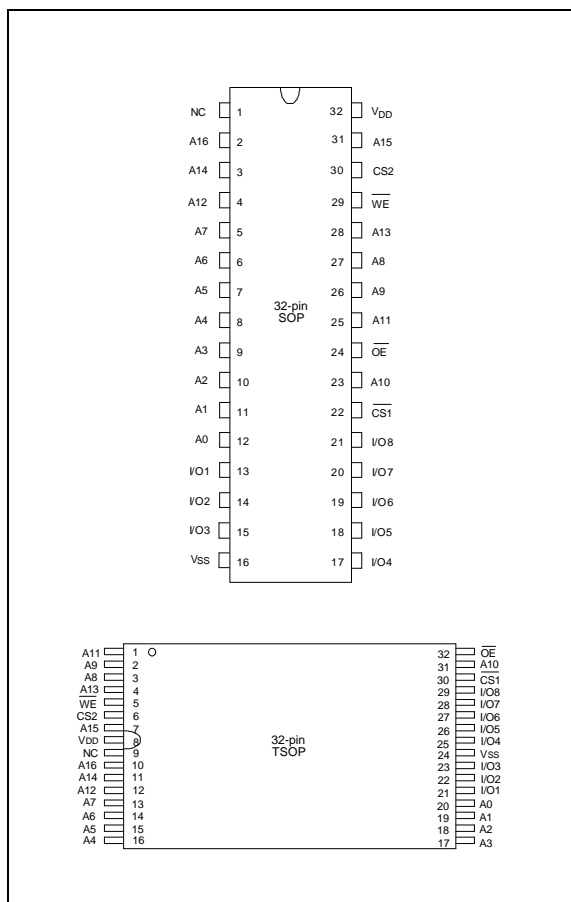 NC 1 32 VDD
A16 2 31 A15
A14 3 30 CS2
A12 4 29 W̅E̅
A7 5 28 A13
A6 6 27 A8
A5 7 26 A9
32-pin
SOP
A4 8 25 A11
A3 9 24 O̅E̅
A2 10 23 A10
A1 11 22 C̅S̅1̅
A0 12 21 I/O8
I/O1 13 20 I/O7
I/O2 14 19 I/O6
I/O3 15 18 I/O5
VSS 16 17 I/O4
A11 1 32 O̅E̅
A9 2 31 A10
A8 3 30 C̅S̅1̅
A13 4 29 I/O8
W̅E̅ 5 28 I/O7
CS2 6 27 I/O6
A15 7 26 I/O5
VDD 8 25 I/O4
32-pin
TSOP
NC 9 24 VSS
A16 10 23 I/O3
A14 11 22 I/O2
A12 12 21 I/O1
A7 13 20 A0
A6 14 19 A1
A5 15 18 A2
A4 16 17 A3